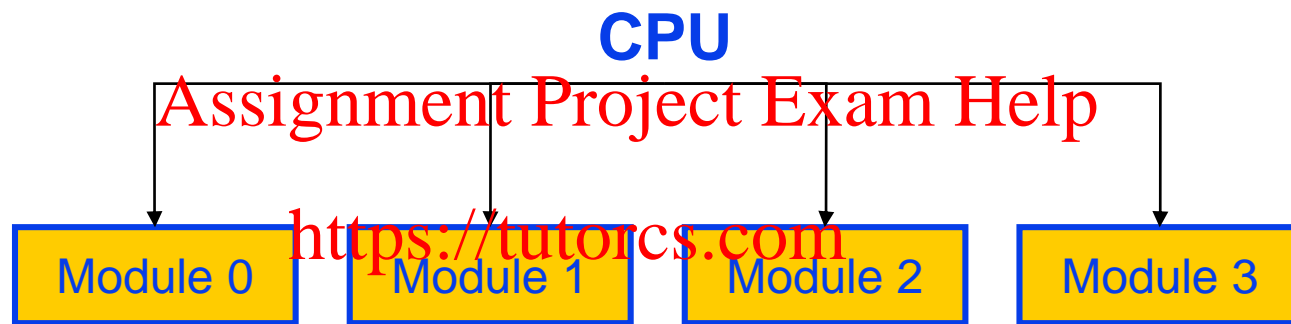 CPU
Assignment Project Exam Help
https://tutorcs.com
Module 0 Module 1 Module 2 Module 3